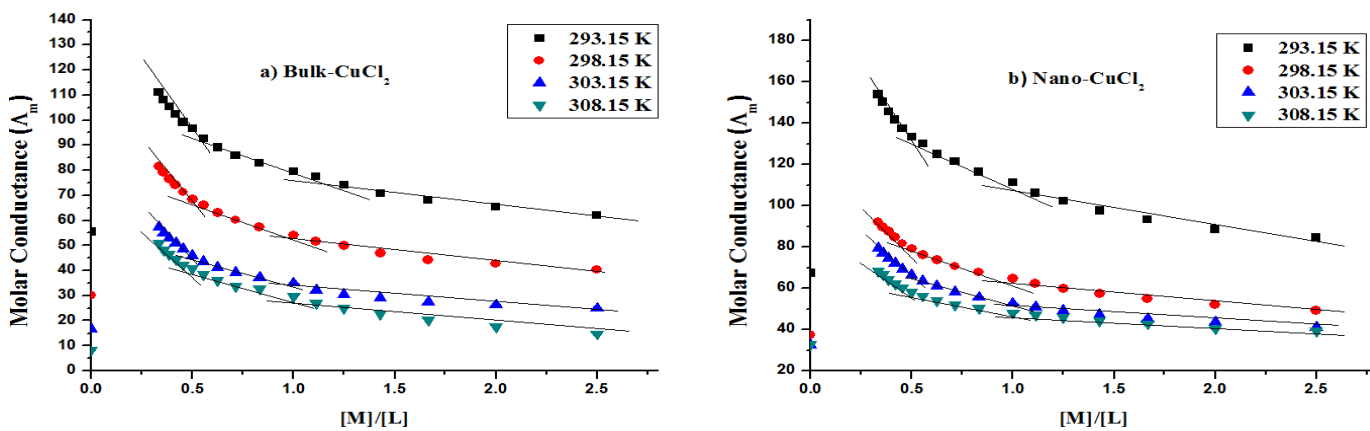 140
130
120
110
100
90
80
70
60
50
40
30
20
10
0
Molar Conductance (Λm)
a) Bulk-CuCl2
293.15 K
298.15 K
303.15 K
308.15 K
0.0 0.5 1.0 1.5 2.0 2.5
[M]/[L]
180
160
140
120
100
80
60
40
20
Molar Conductance (Λm)
b) Nano-CuCl2
293.15 K
298.15 K
303.15 K
308.15 K
0.0 0.5 1.0 1.5 2.0 2.5
[M]/[L]